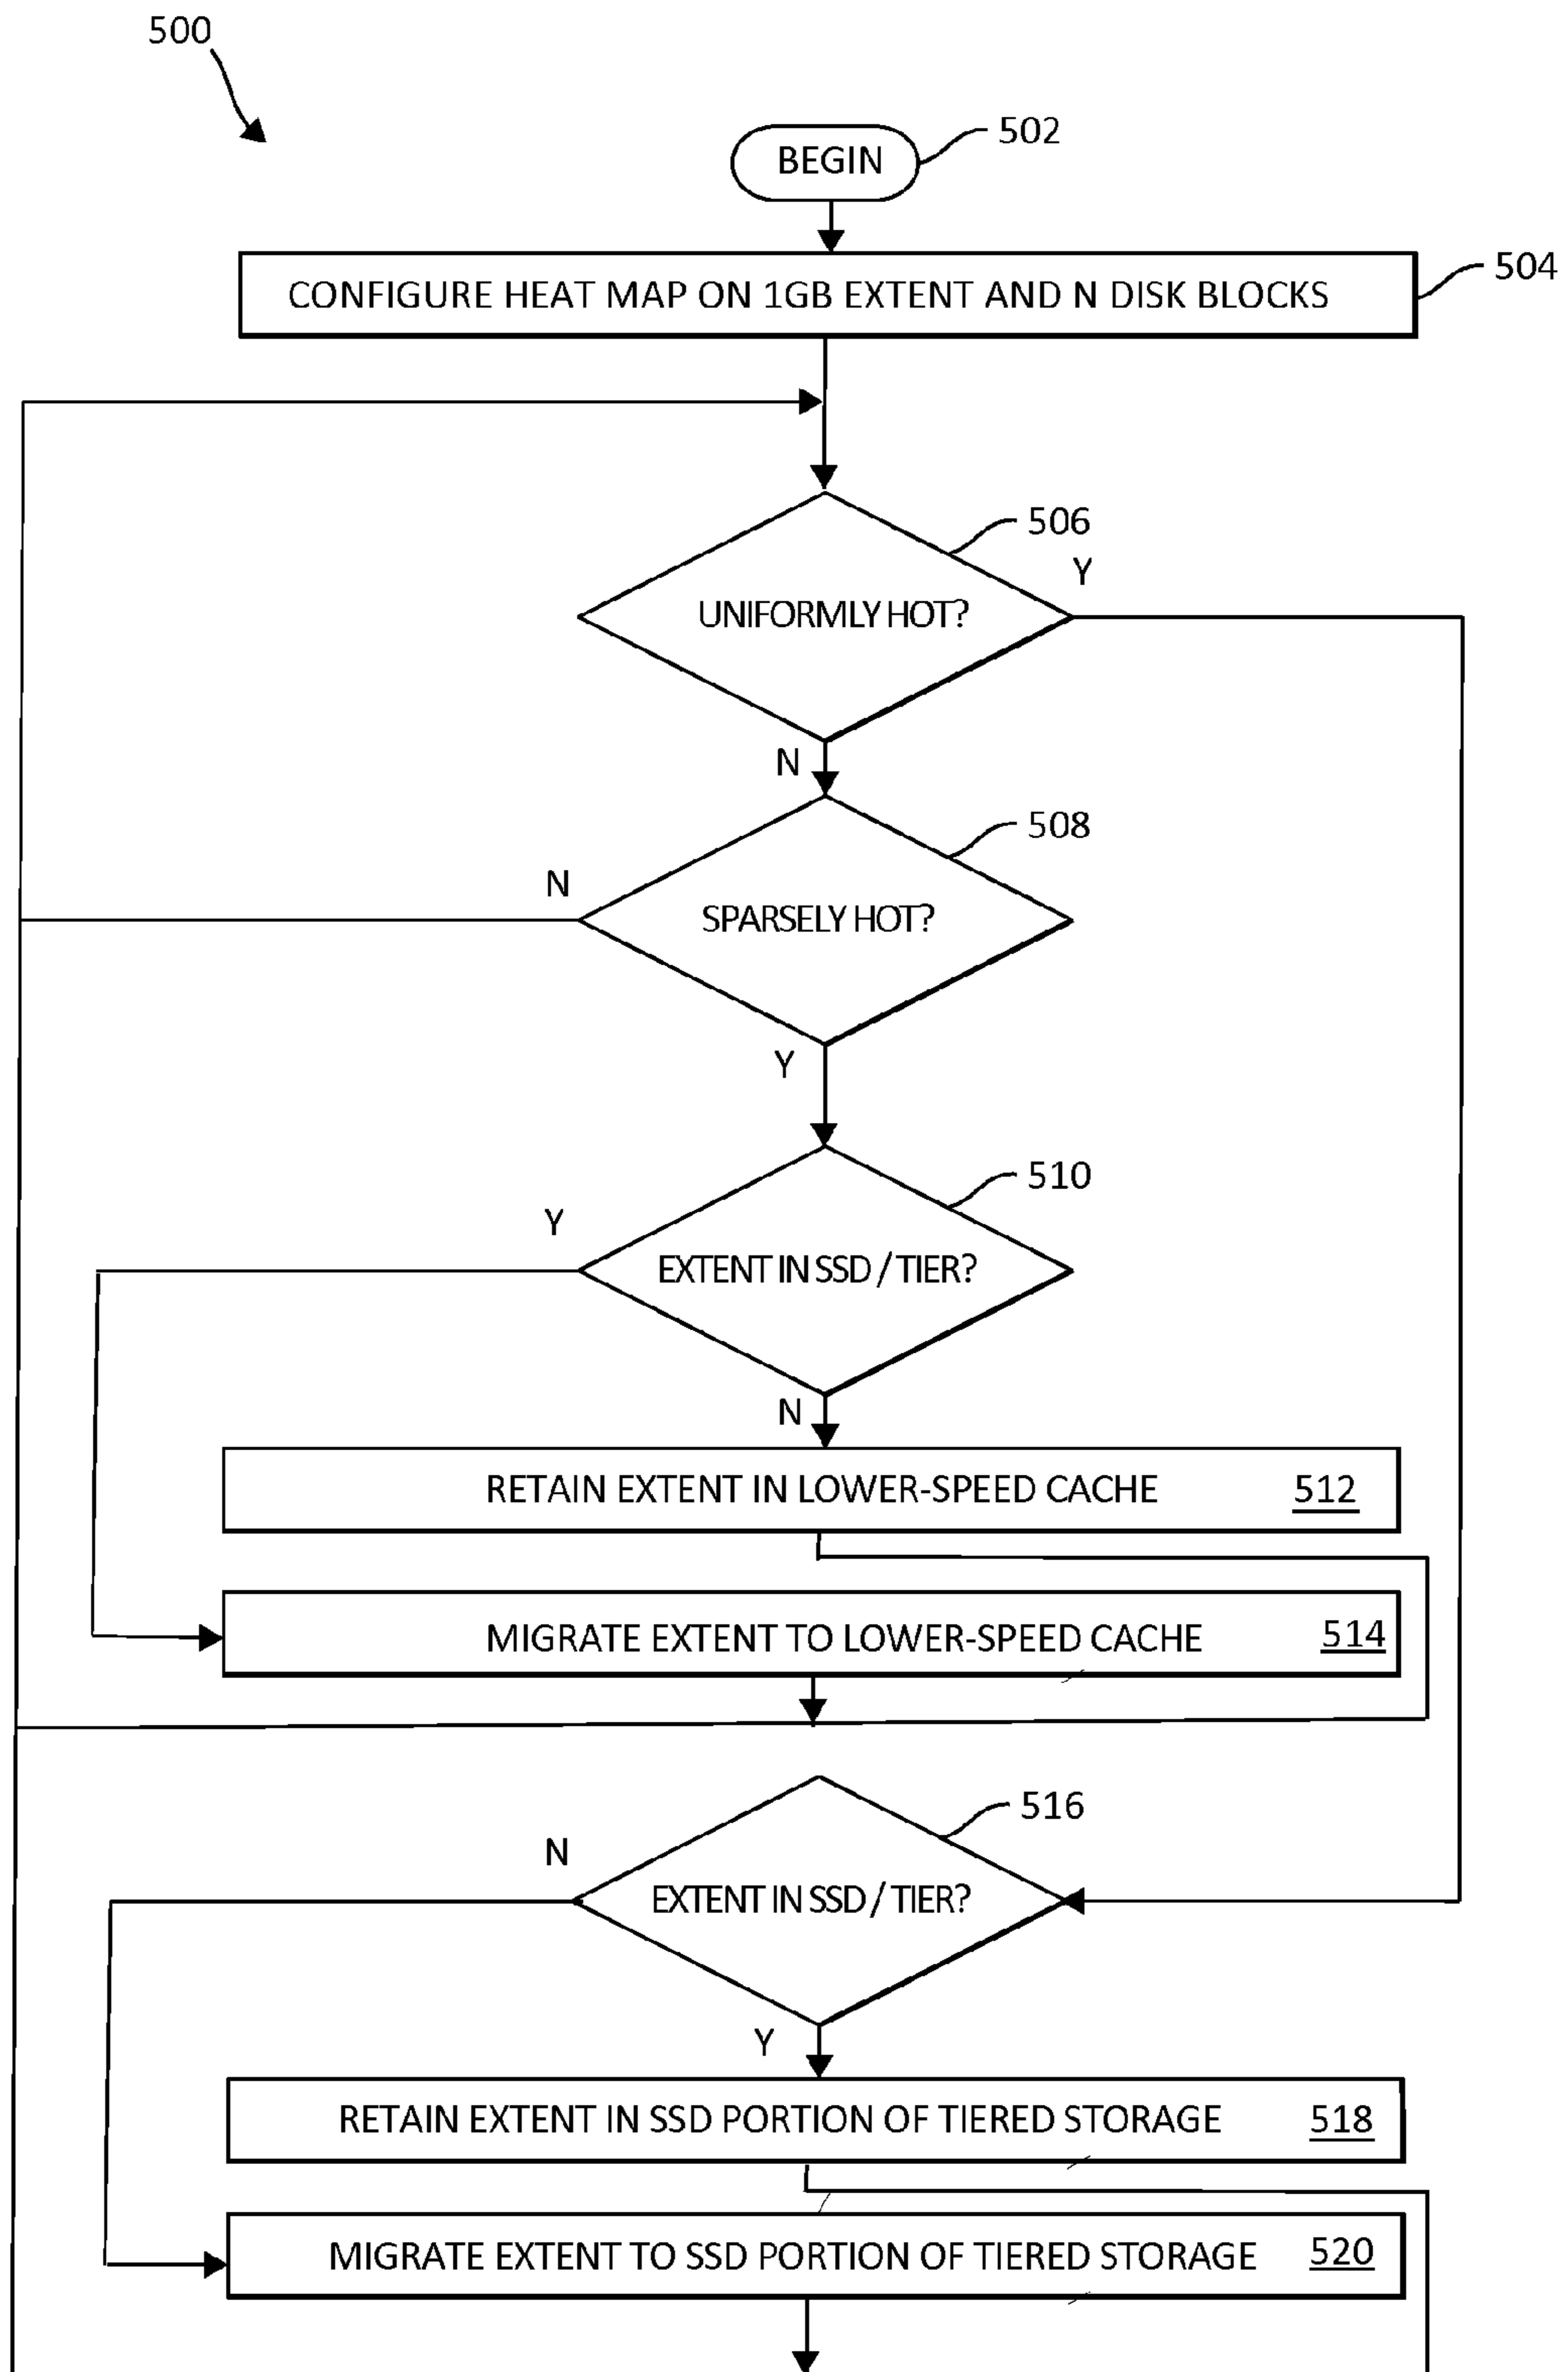 500
BEGIN
502
CONFIGURE HEAT MAP ON 1GB EXTENT AND N DISK BLOCKS
504
506
Y
UNIFORMLY HOT?
N
508
N
SPARSELY HOT?
Y
510
Y
EXTENT IN SSD / TIER?
N
RETAIN EXTENT IN LOWER-SPEED CACHE 512
MIGRATE EXTENT TO LOWER-SPEED CACHE 514
516
N
EXTENT IN SSD / TIER?
Y
RETAIN EXTENT IN SSD PORTION OF TIERED STORAGE 518
MIGRATE EXTENT TO SSD PORTION OF TIERED STORAGE 520